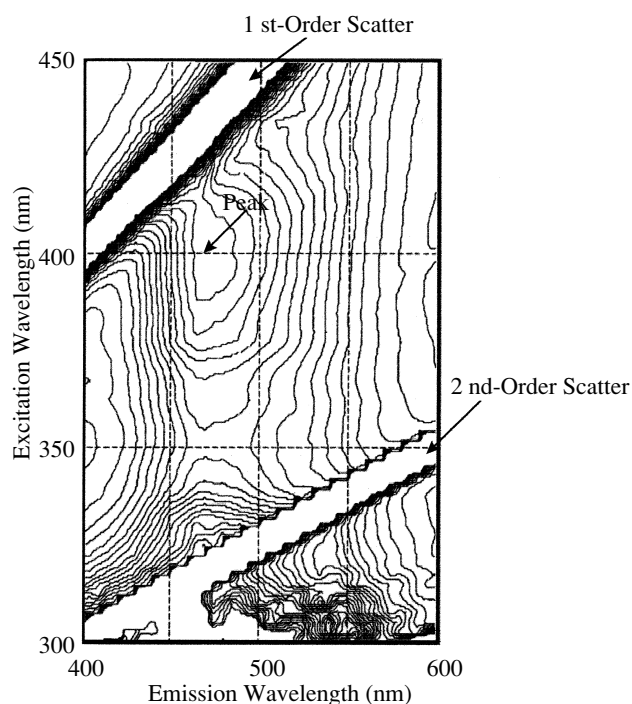 1 st-Order Scatter
450
Peak
400
Excitation Wavelength (nm)
2 nd-Order Scatter
350
300
400
500
600
Emission Wavelength (nm)